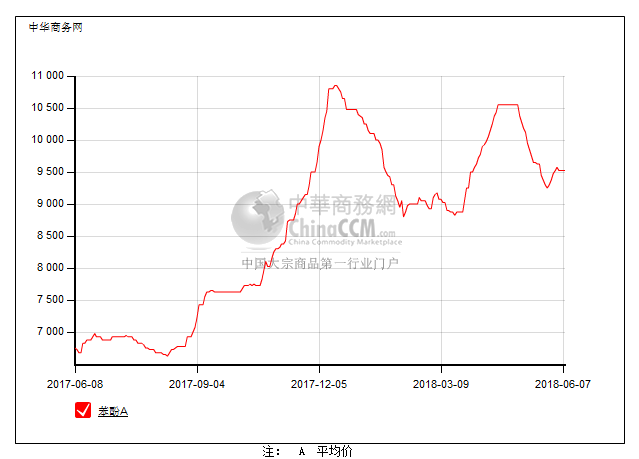 中华商务网
11 000
10 500
10 000
9 500
9 000
8 500
8 000
7 500
7 000
中華商務網
ChinaCCM.com
China Commodity Marketplace
中国大宗商品第一行业门户
2017-06-08 2017-09-04 2017-12-05 2018-03-09 2018-06-07
苯酚A
注: A 平均价